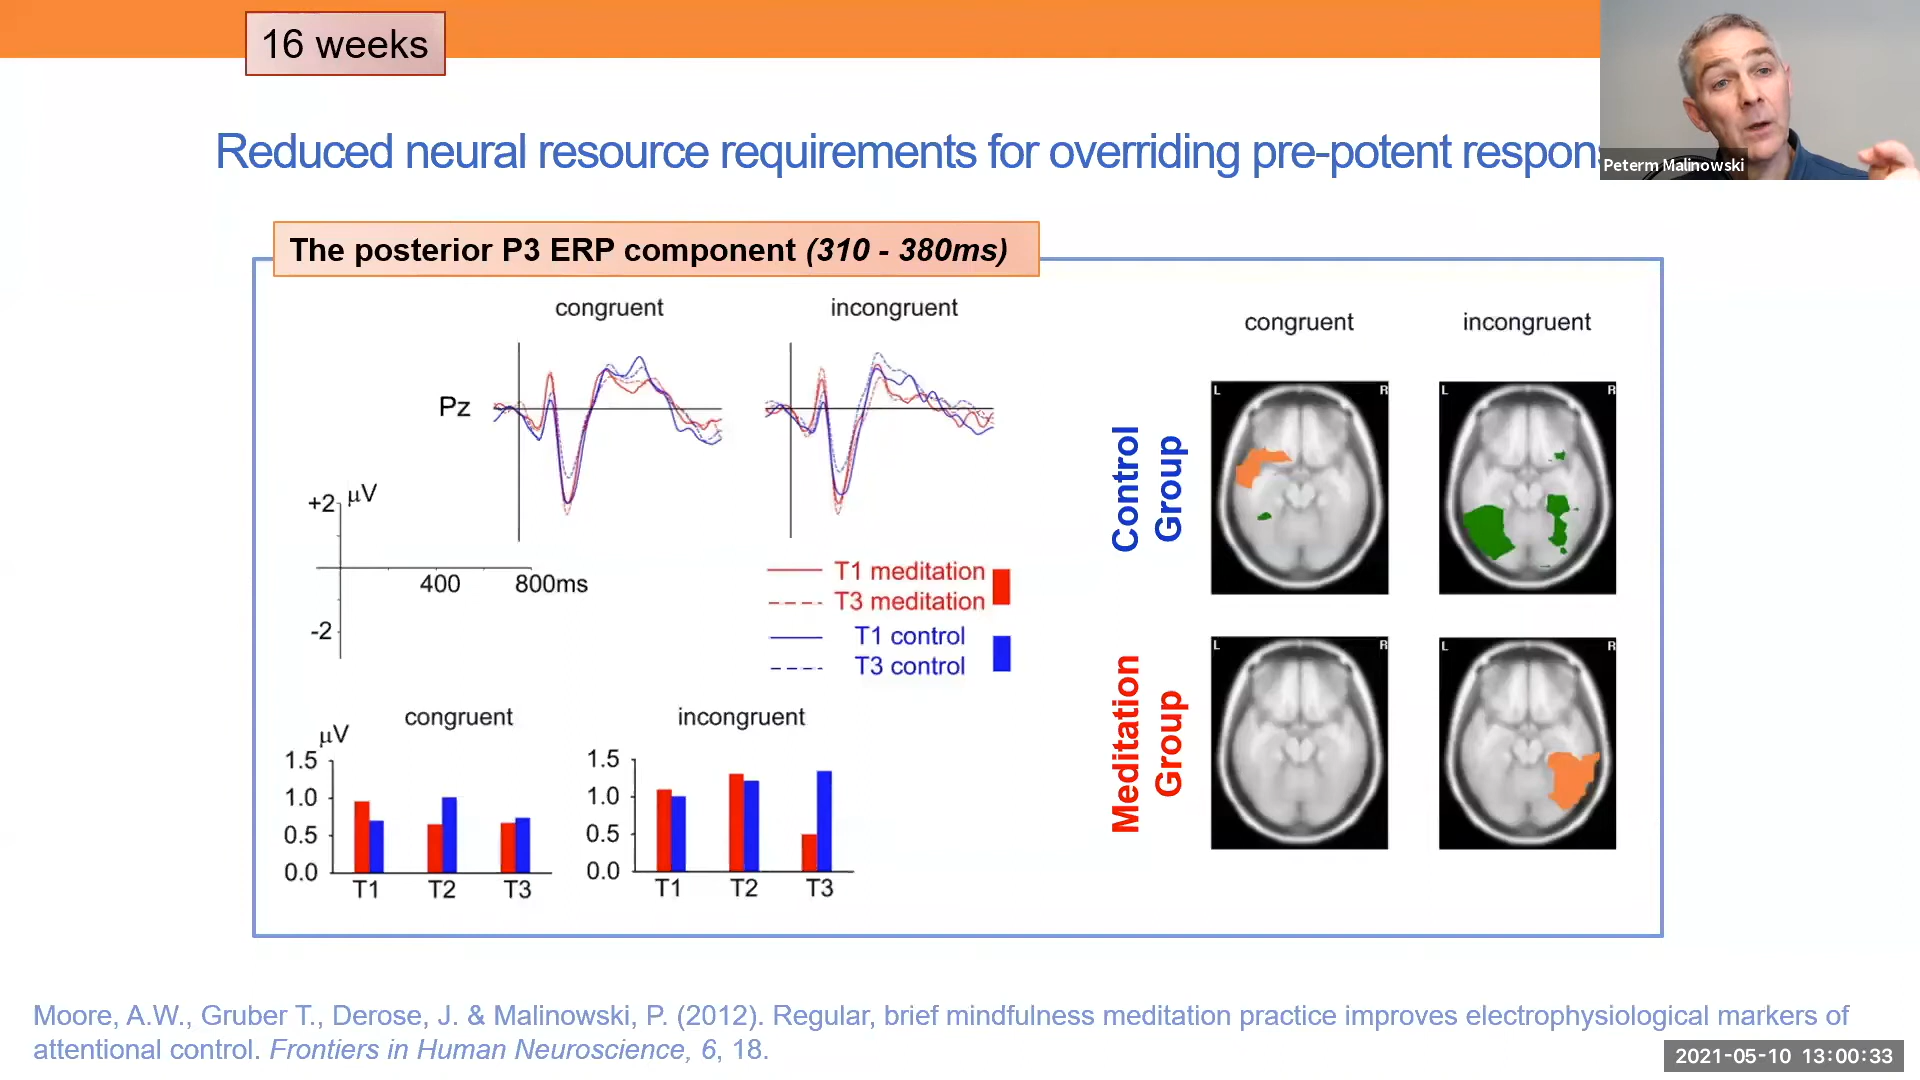 16 weeks
Reduced neural resource requirements for overriding pre-potent respon
Peterm Malinowski
The posterior P3 ERP component (310 - 380ms)
congruent
incongruent
Pz
+2
µV
400
800ms
-2
T1 meditation
T3 meditation
T1 control
T3 control
congruent
µV
1.5
1.0
0.5
0.0
T1
T2
T3
incongruent
1.5
1.0
0.5
0.0
T1
T2
T3
congruent
incongruent
Control
Group
L
R
L
R
Meditation
Group
L
R
L
R
Moore, A.W., Gruber T., Derose, J. & Malinowski, P. (2012). Regular, brief mindfulness meditation practice improves electrophysiological markers of
attentional control. Frontiers in Human Neuroscience, 6, 18.
2021-05-10 13:00:33